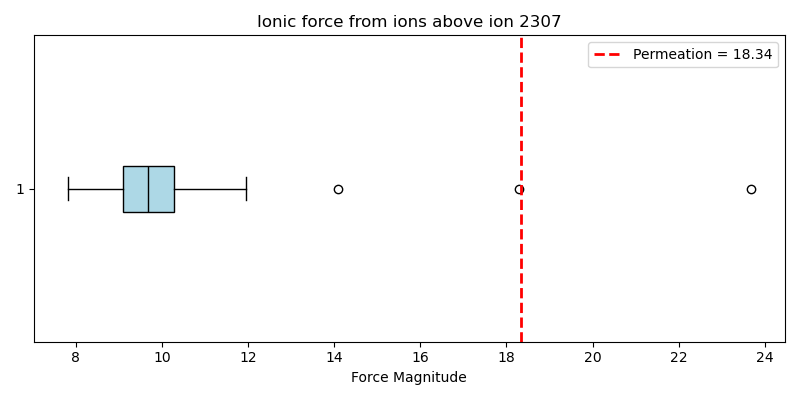 Ionic force from ions above ion 2307
Permeation = 18.34
1
8 10 12 14 16 18 20 22 24
Force Magnitude